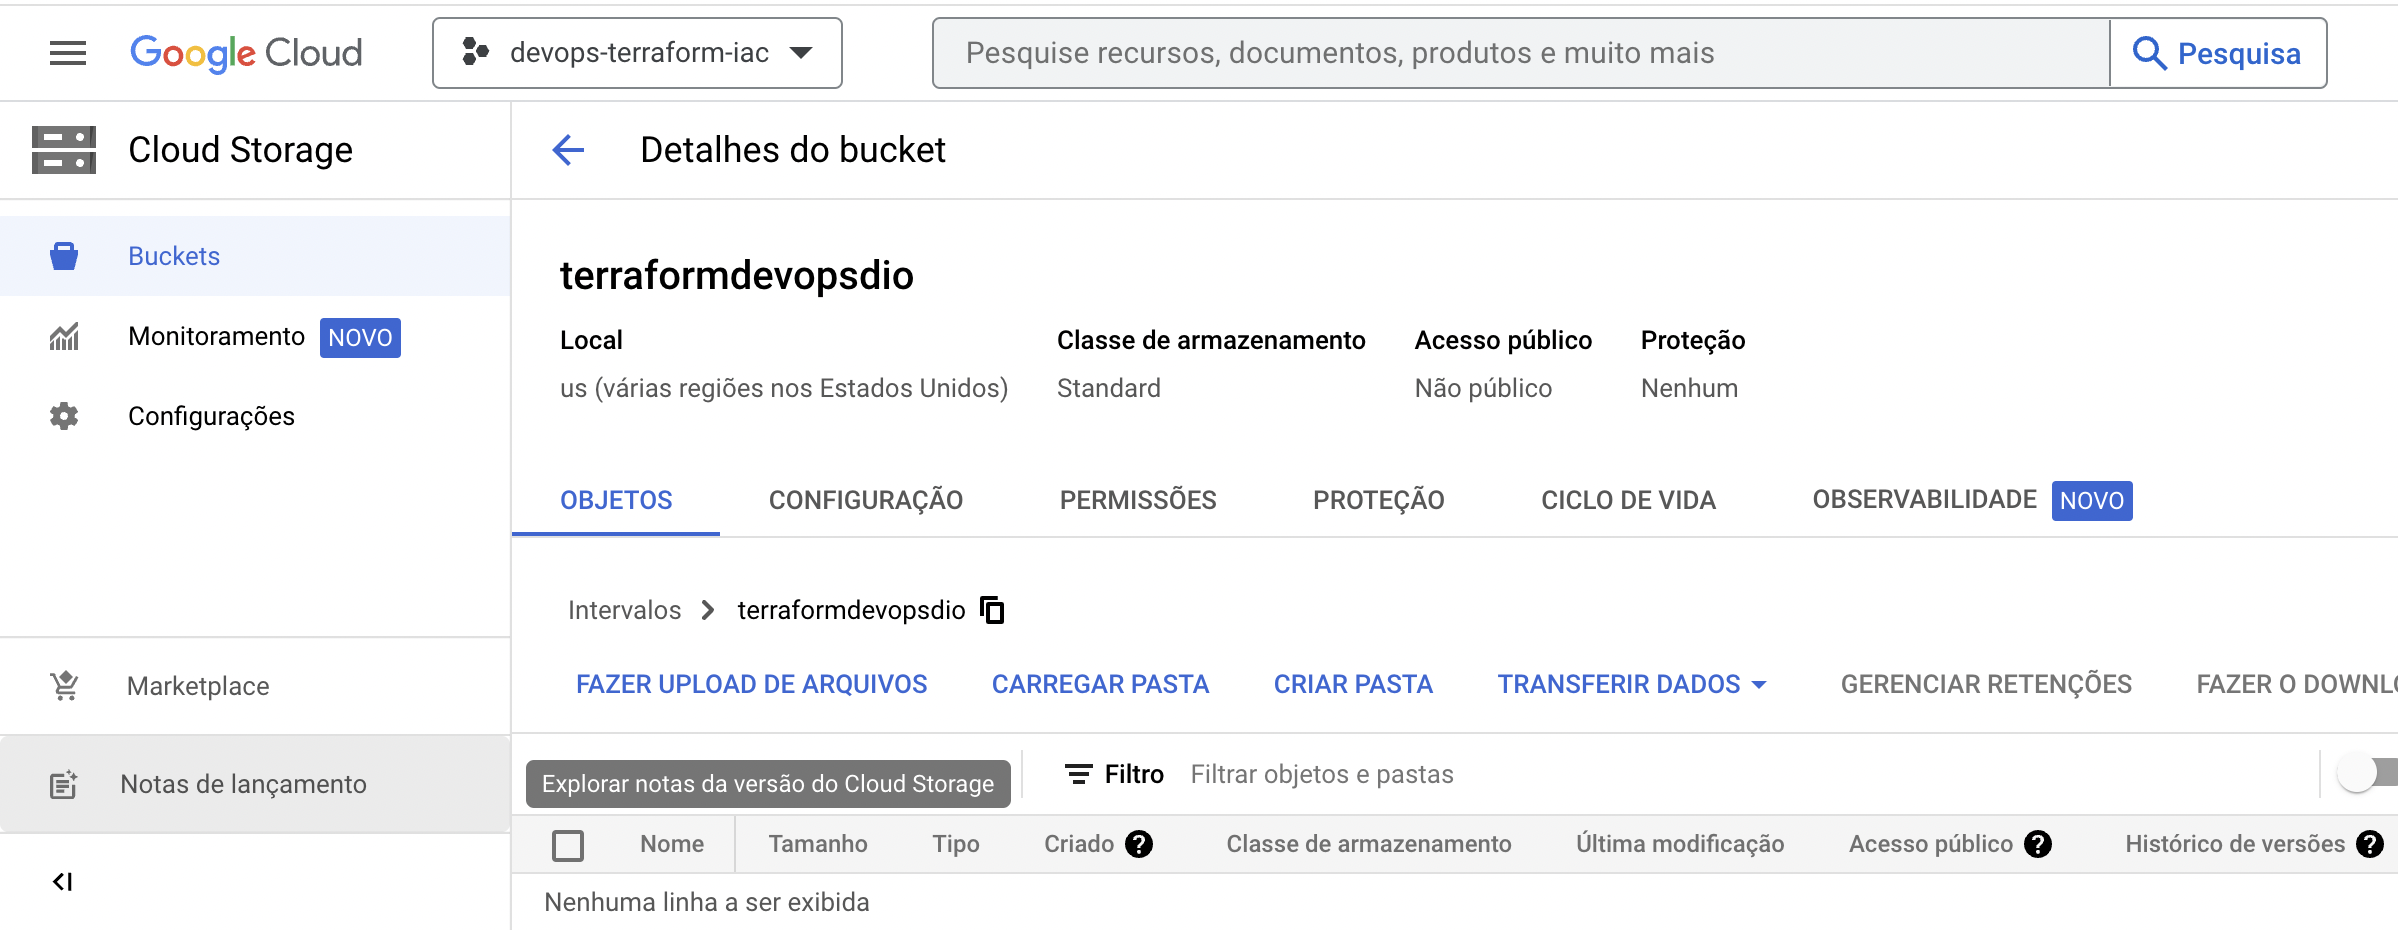 Google Cloud
devops-terraform-iac
Pesquise recursos, documentos, produtos e muito mais
Pesquisa
Cloud Storage
Detalhes do bucket
Buckets
Monitoramento NOVO
Configurações
Marketplace
Notas de lançamento
terraformdevopsdio
Local Classe de armazenamento Acesso público Proteção
us (várias regiões nos Estados Unidos) Standard Não público Nenhum
OBJETOS CONFIGURAÇÃO PERMISSÕES PROTEÇÃO CICLO DE VIDA OBSERVABILIDADE NOVO
Intervalos terraformdevopsdio
FAZER UPLOAD DE ARQUIVOS CARREGAR PASTA CRIAR PASTA TRANSFERIR DADOS GERENCIAR RETENÇÕES FAZER O
Explorar notas da versão do Cloud Storage Filtro Filtrar objetos e pastas
Nome Tamanho Tipo Criado ? Classe de armazenamento Última modificação Acesso público ? Histórico de versões ?
Nenhuma linha a ser exibida